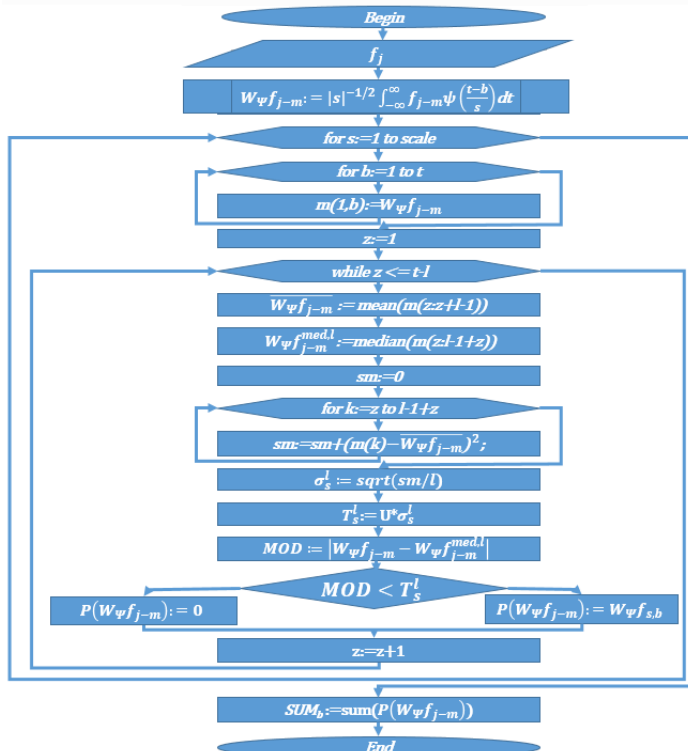 Begin
f_j
W_Ψ f_{j−m} := |s|^{−1/2} ∫_{−∞}^{∞} f_{j−m} ψ((t−b)/s) dt
for s:=1 to scale
for b:=1 to t
m(1,b):=W_Ψ f_{j−m}
z:=1
while z <= t-l
\overline{W_Ψ f_{j−m}} := mean(m(z:z+l-1))
W_Ψ f_{j−m}^{med,l} :=median(m(z:l-1+z))
sm:=0
for k:=z to l-1+z
sm:=sm+(m(k)−\overline{W_Ψ f_{j−m}})^2;
σ_s^l := sqrt(sm/l)
T_s^l := U*σ_s^l
MOD := |W_Ψ f_{j−m} − W_Ψ f_{j−m}^{med,l}|
MOD < T_s^l
P(W_Ψ f_{j−m}) := 0
P(W_Ψ f_{j−m}) := W_Ψ f_{s,b}
z:=z+1
SUM_b:=sum(P(W_Ψ f_{j−m}))
End